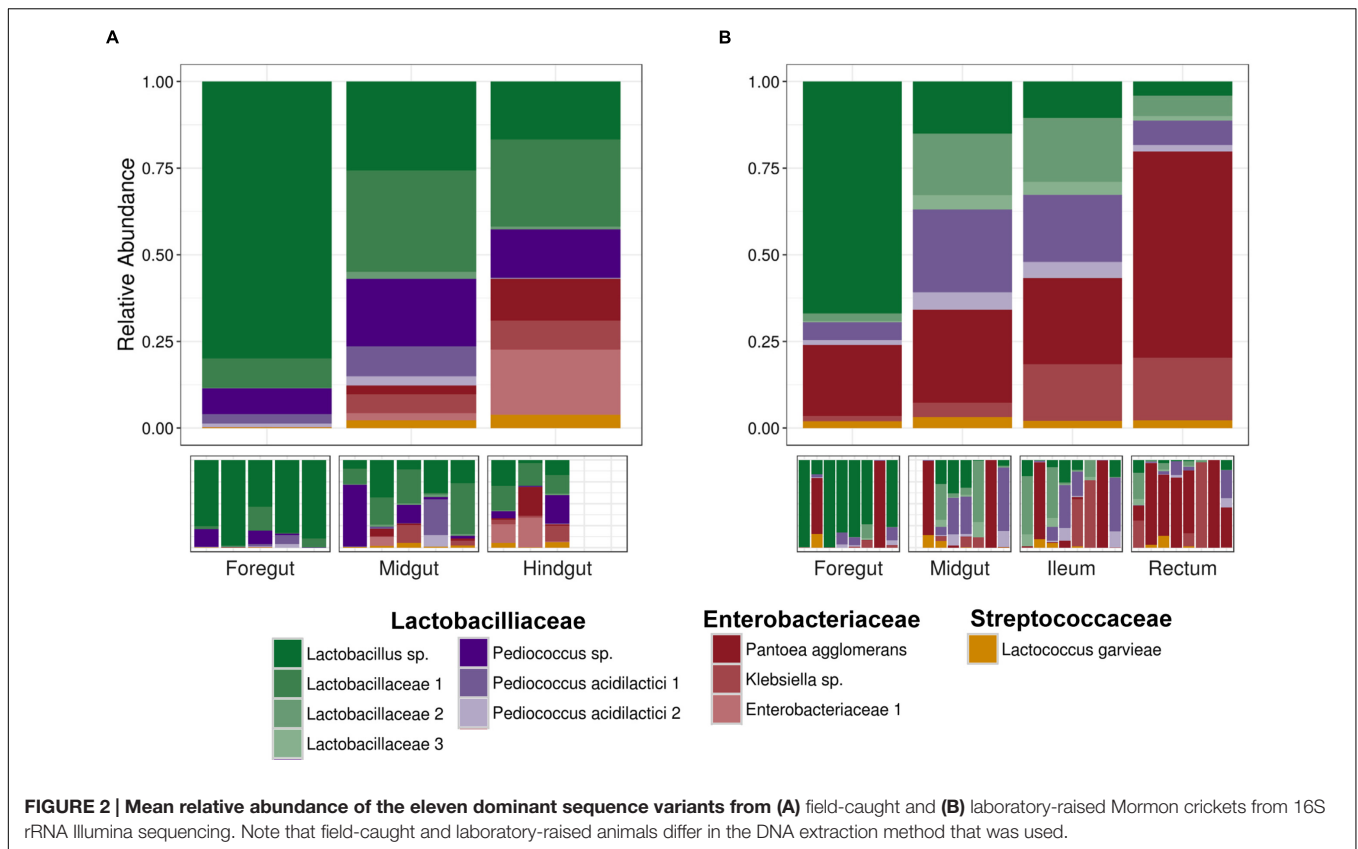 A
B
Relative Abundance
1.00
0.75
0.50
0.25
0.00
1.00
0.75
0.50
0.25
0.00
Foregut Midgut Hindgut
Foregut Midgut Ileum Rectum
Lactobacilliaceae
Lactobacillus sp.
Lactobacillaceae 1
Lactobacillaceae 2
Lactobacillaceae 3
Pediococcus sp.
Pediococcus acidilactici 1
Pediococcus acidilactici 2
Enterobacteriaceae
Pantoea agglomerans
Klebsiella sp.
Enterobacteriaceae 1
Streptococcaceae
Lactococcus garvieae
FIGURE 2 | Mean relative abundance of the eleven dominant sequence variants from (A) field-caught and (B) laboratory-raised Mormon crickets from 16S
rRNA Illumina sequencing. Note that field-caught and laboratory-raised animals differ in the DNA extraction method that was used.